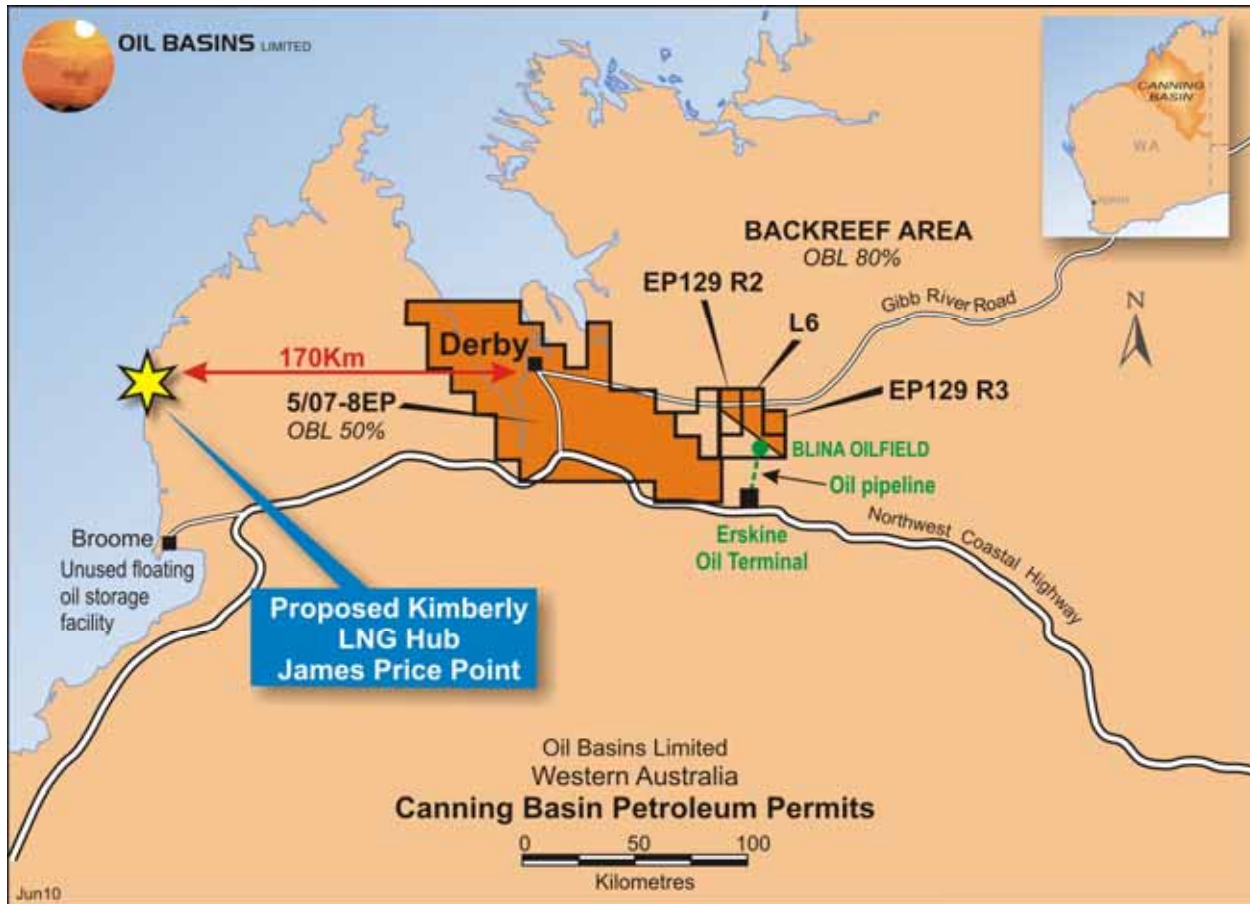 OIL BASINS LIMITED
CANNING
BASIN
WA
BACKREEF AREA
OBL 80%
EP129 R2
Gibb River Road
N
L6
Derby
170Km
EP129 R3
5/07-8EP
OBL 50%
BLINA OILFIELD
Oil pipeline
Erskine
Oil Terminal
Northwest Coastal Highway
Broome
Unused floating
oil storage
facility
Proposed Kimberly
LNG Hub
James Price Point
Oil Basins Limited
Western Australia
Canning Basin Petroleum Permits
0 50 100
Kilometres
Jun10